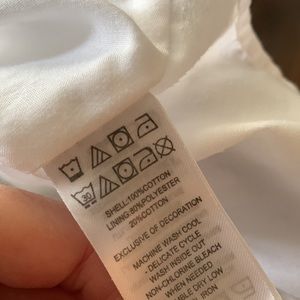 30
SHELL:100%COTTON
LINING:80%POLYESTER
20%COTTON
EXCLUSIVE OF DECORATION
MACHINE WASH COOL
- DELICATE CYCLE
WASH INSIDE OUT
NON-CHLORINE BLEACH
WHEN NEEDED
TUMBLE DRY LOW